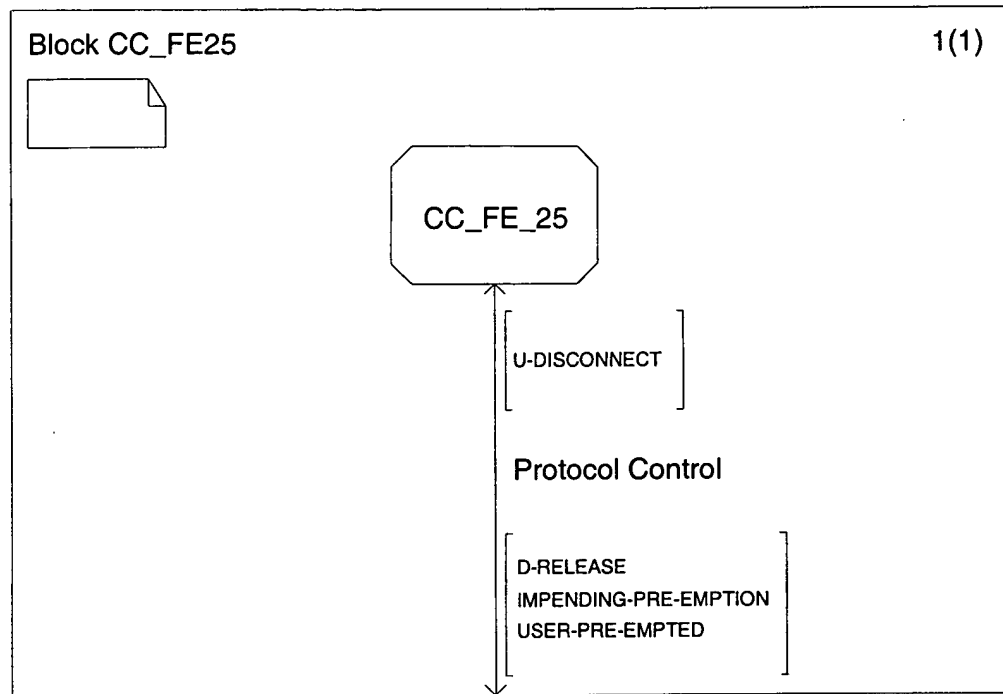 Block CC_FE25
1(1)
CC_FE_25
U-DISCONNECT
Protocol Control
D-RELEASE
IMPENDING-PRE-EMPTION
USER-PRE-EMPTED